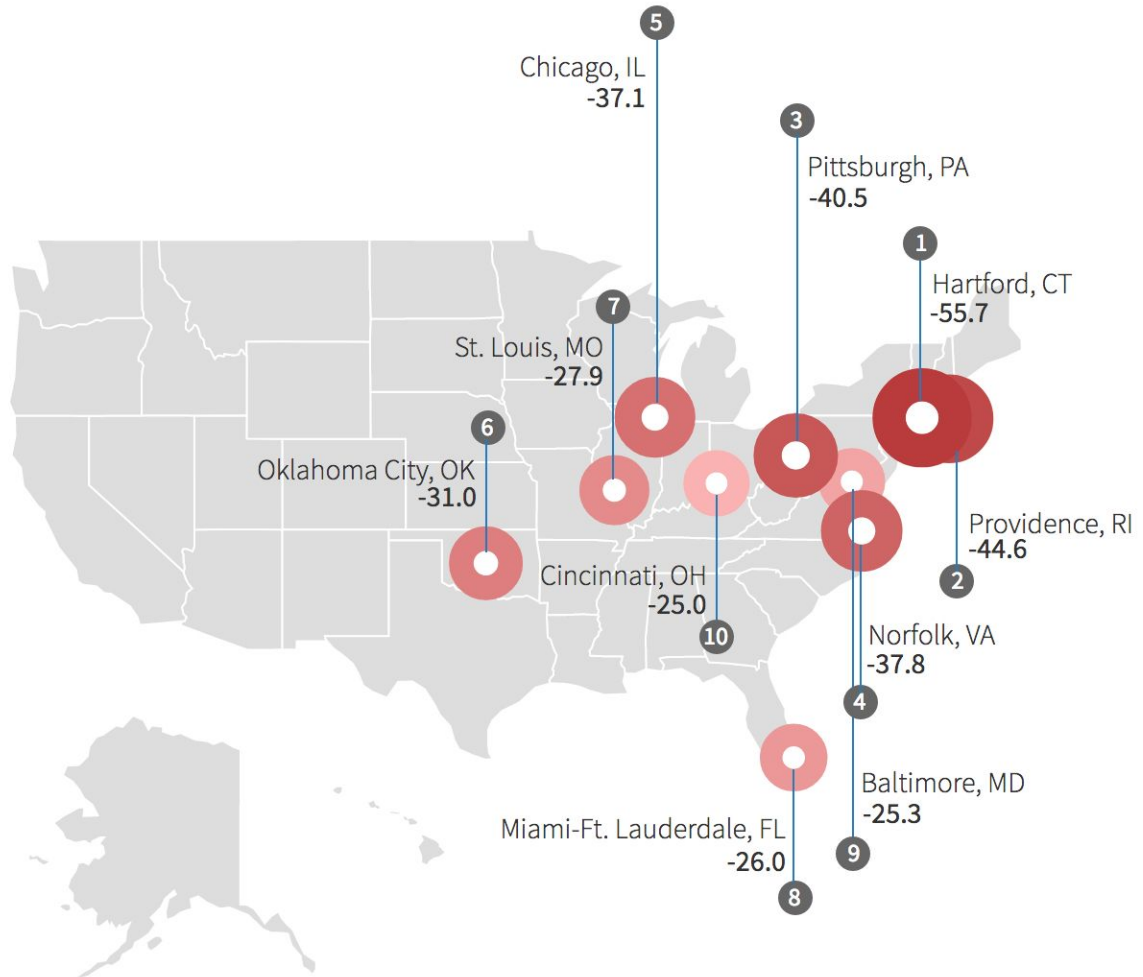 5
Chicago, IL
-37.1
3
Pittsburgh, PA
-40.5
1
Hartford, CT
-55.7
7
St. Louis, MO
-27.9
6
Oklahoma City, OK
-31.0
Providence, RI
-44.6
2
Cincinnati, OH
-25.0
10
Norfolk, VA
-37.8
4
Baltimore, MD
-25.3
9
Miami-Ft. Lauderdale, FL
-26.0
8